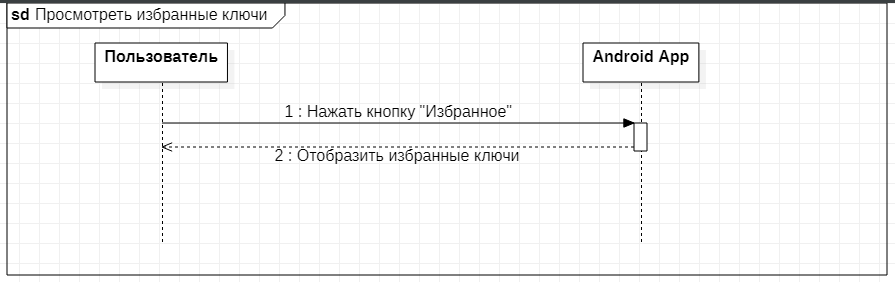 sd Просмотреть избранные ключи
Пользователь
Android App
1 : Нажать кнопку "Избранное"
2 : Отобразить избранные ключи